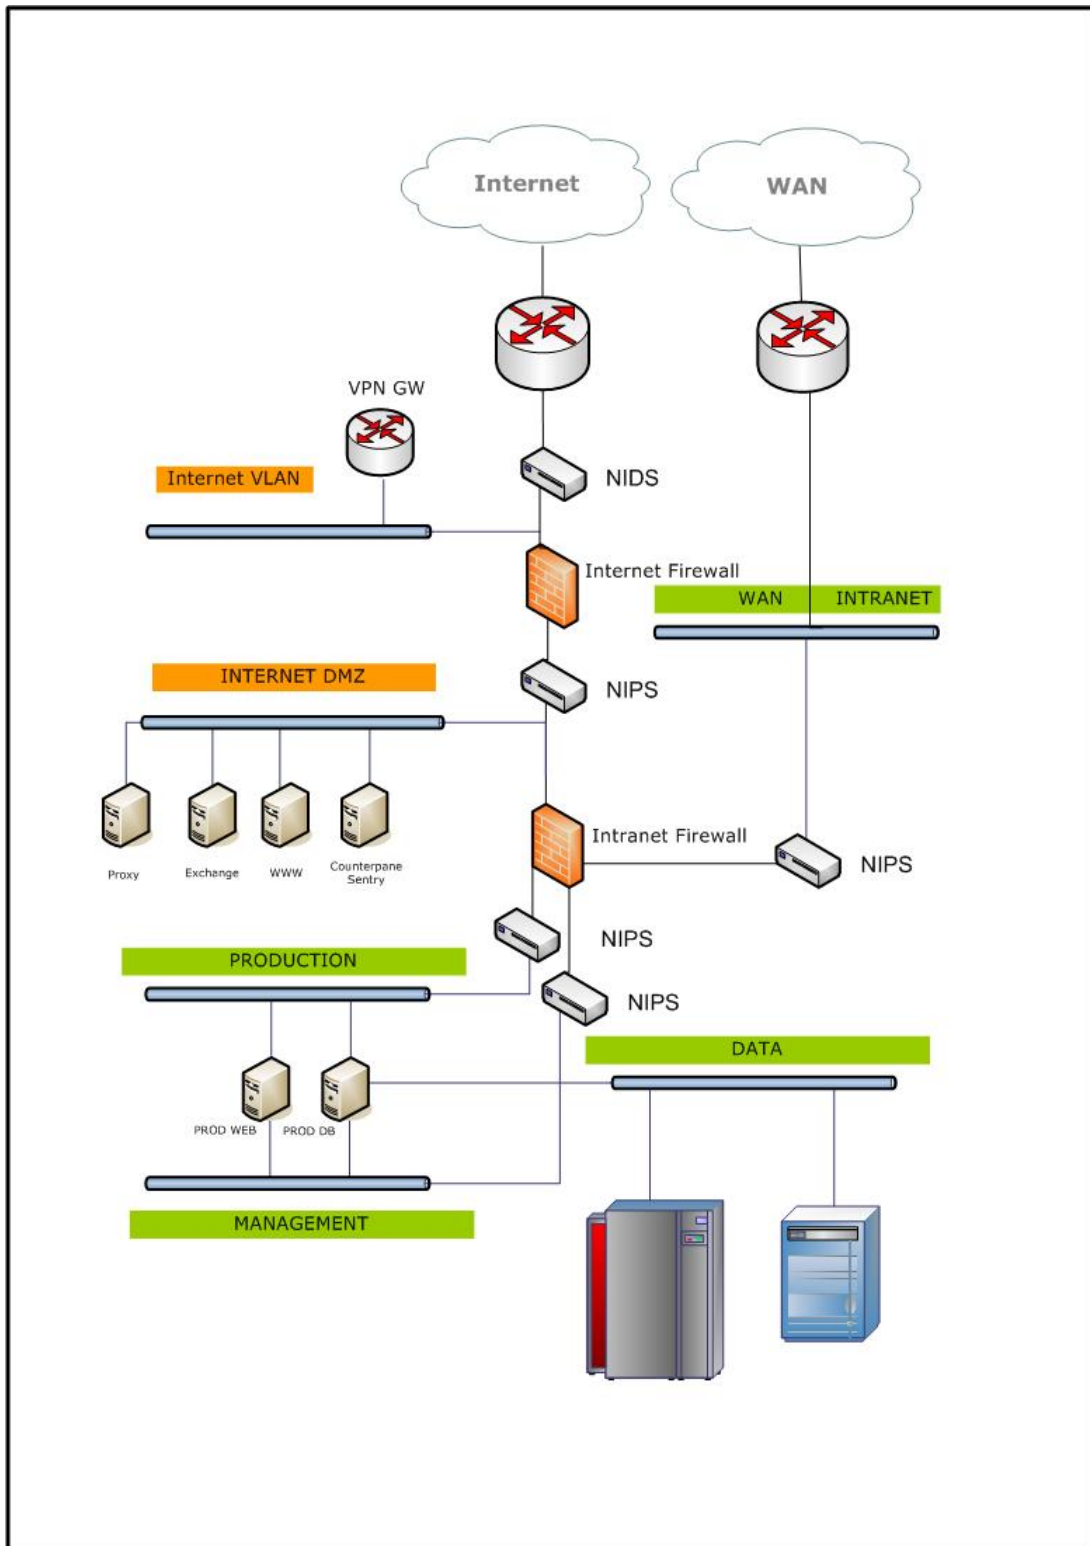 Internet
WAN
VPN GW
Internet VLAN
NIDS
Internet Firewall
WAN INTRANET
INTERNET DMZ
NIPS
Intranet Firewall
NIPS
Proxy
Exchange
WWW
Counterpane
Sentry
NIPS
PRODUCTION
NIPS
DATA
PROD WEB
PROD DB
MANAGEMENT